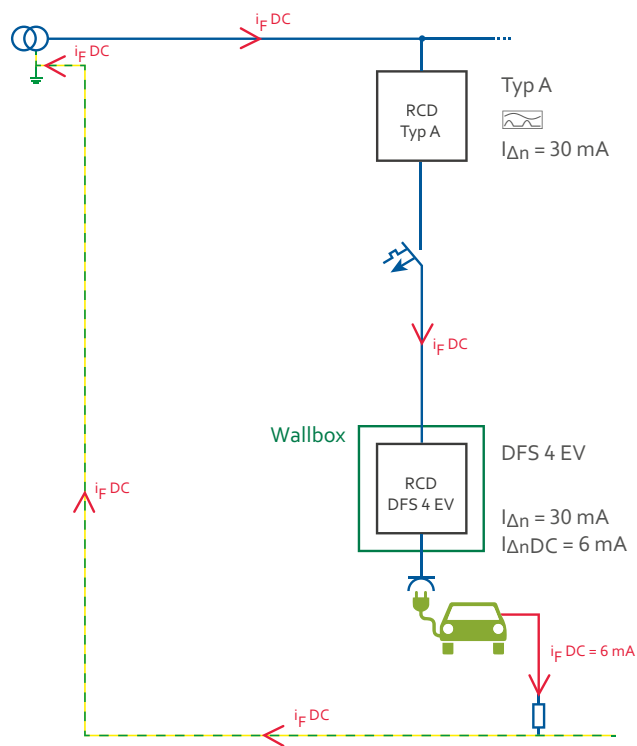 iF DC
iF DC
RCD
Typ A
Typ A
IΔn = 30 mA
iF DC
Wallbox
RCD
DFS 4 EV
DFS 4 EV
IΔn = 30 mA
IΔnDC = 6 mA
iF DC
iF DC = 6 mA
iF DC